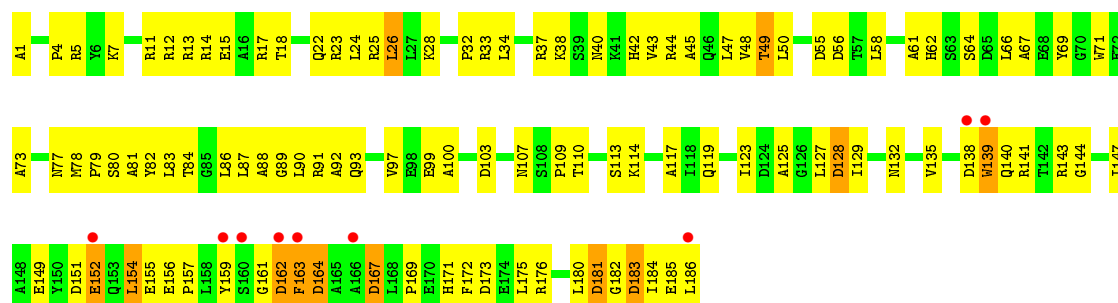 A1 P4 R5 Y6 K7 R11 R12 R13 R14 E15 A16 R17 T18 Q22 R23 L24 R25 L26 L27 K28 P32 R33 L34 R37 K38 S39 N40 K41 H42 V43 R44 A45 Q46 L47 V48 T49 L50 D55 D56 T57 L58 A61 H62 S63 S64 D65 L66 A67 E68 Y69 G70 W71
A73 N77 M78 P79 S80 A81 Y82 L83 T84 G85 L86 L87 A88 G89 L90 R91 A92 Q93 V97 E98 E99 A100 D103 N107 S108 P109 T110 S113 K114 A117 I118 Q119 I123 D124 A125 G126 L127 D128 I129 N132 V135 D138 W139 Q140 R141 T142 R143 G144
A148 E149 Y150 D151 E152 Q153 L154 E155 E156 P157 L158 Y159 S160 G161 D162 F163 D164 A165 A166 D167 L168 P169 E170 H171 F172 D173 E174 L175 R176 L180 D181 G182 D183 I184 E185 L186